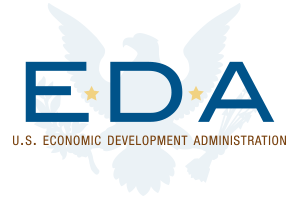 E★D★A
U.S. ECONOMIC DEVELOPMENT ADMINISTRATION